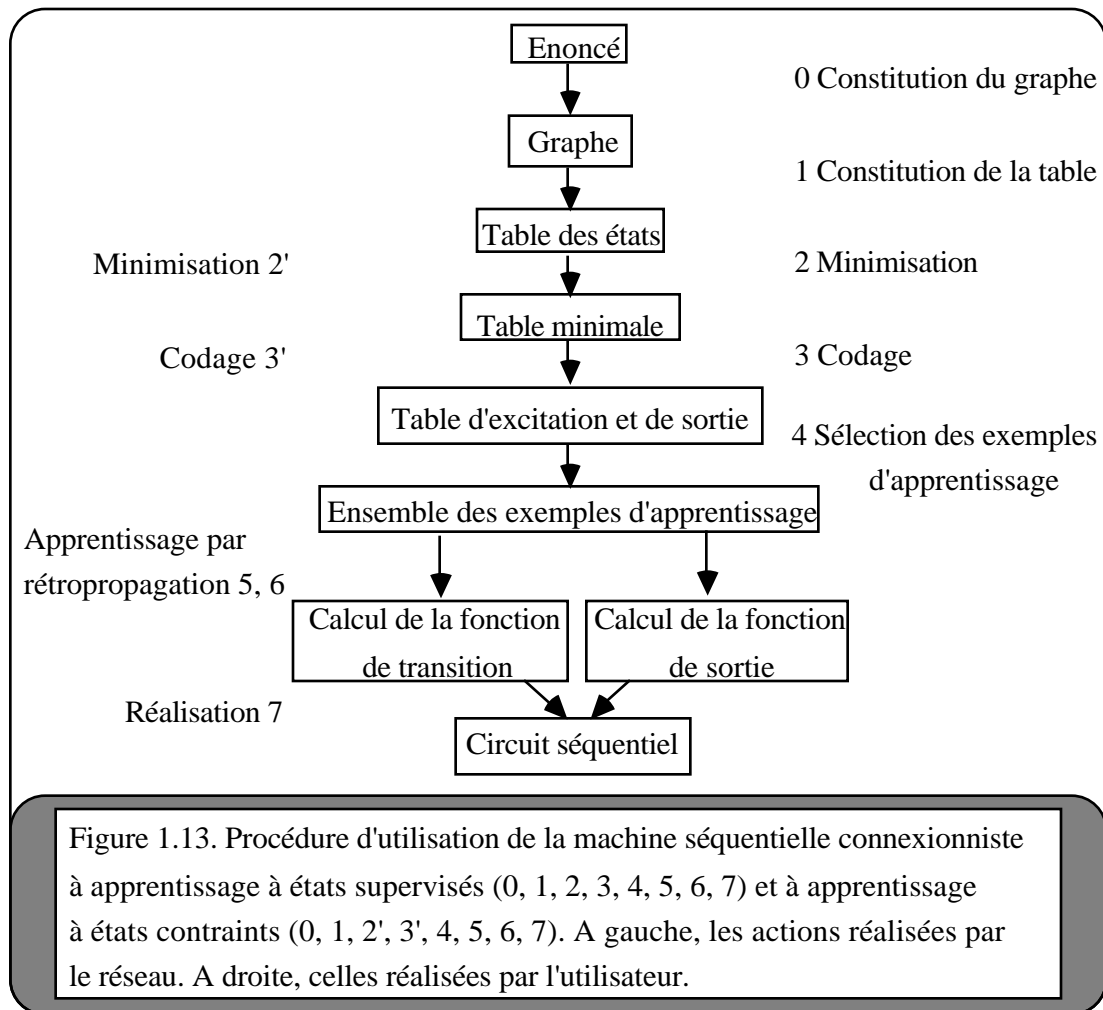 Enoncé
0 Constitution du graphe
Graphe
1 Constitution de la table
Table des états
Minimisation 2'
2 Minimisation
Table minimale
Codage 3'
3 Codage
Table d'excitation et de sortie
4 Sélection des exemples
d'apprentissage
Ensemble des exemples d'apprentissage
Apprentissage par
rétropropagation 5, 6
Calcul de la fonction
de transition
Calcul de la fonction
de sortie
Réalisation 7
Circuit séquentiel
Figure 1.13. Procédure d'utilisation de la machine séquentielle connexionniste
à apprentissage à états supervisés (0, 1, 2, 3, 4, 5, 6, 7) et à apprentissage
à états contraints (0, 1, 2', 3', 4, 5, 6, 7). A gauche, les actions réalisées par
le réseau. A droite, celles réalisées par l'utilisateur.